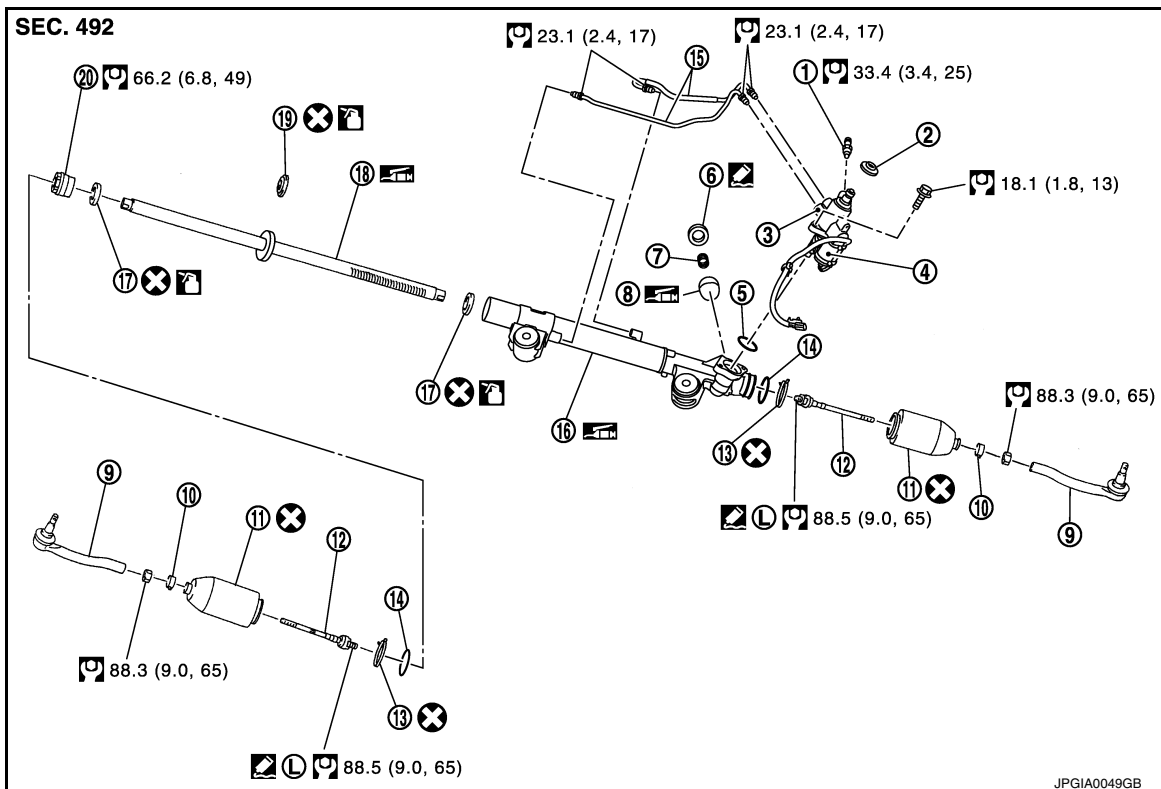 SEC. 492
23.1 (2.4, 17)
23.1 (2.4, 17)
20 66.2 (6.8, 49)
15
1 33.4 (3.4, 25)
19
2
18
6
18.1 (1.8, 13)
3
7
17
4
8
5
14
17
88.3 (9.0, 65)
16
13
12
9
10
11
10
11
L 88.5 (9.0, 65)
9
12
14
88.3 (9.0, 65)
13
L 88.5 (9.0, 65)
JPGIA0049GB